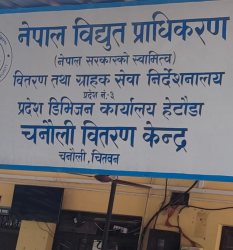 नेपाल विद्युत प्राधिकरण
(नेपाल सरकारको स्वामित्व)
वितरण तथा ग्राहक सेवा निर्देशनालय
प्रदेश नं.-३
प्रदेश डिभिजन कार्यालय हेटौडा
चनौली वितरण केन्द्र
चनौली, चितवन